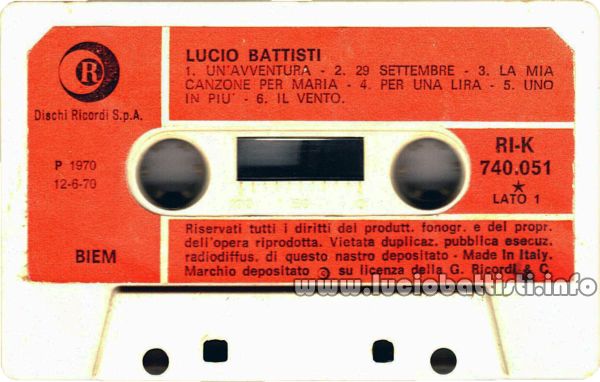 R
Dischi Ricordi S.p.A.
P 1970
12-6-70
BIEM
LUCIO BATTISTI
1. UN'AVVENTURA - 2. 29 SETTEMBRE - 3. LA MIA
CANZONE PER MARIA - 4. PER UNA LIRA - 5. UNO
IN PIU' - 6. IL VENTO.
RI-K
740.051
★
LATO 1
Riservati tutti i diritti del produtt. fonogr. e del propr.
dell'opera riprodotta. Vietata duplicaz. pubblica esecuz.
radiodiffus. di questo nastro depositato - Made In Italy.
Marchio depositato su licenza della G. Ricordi & C.
www.luciobattisti.info